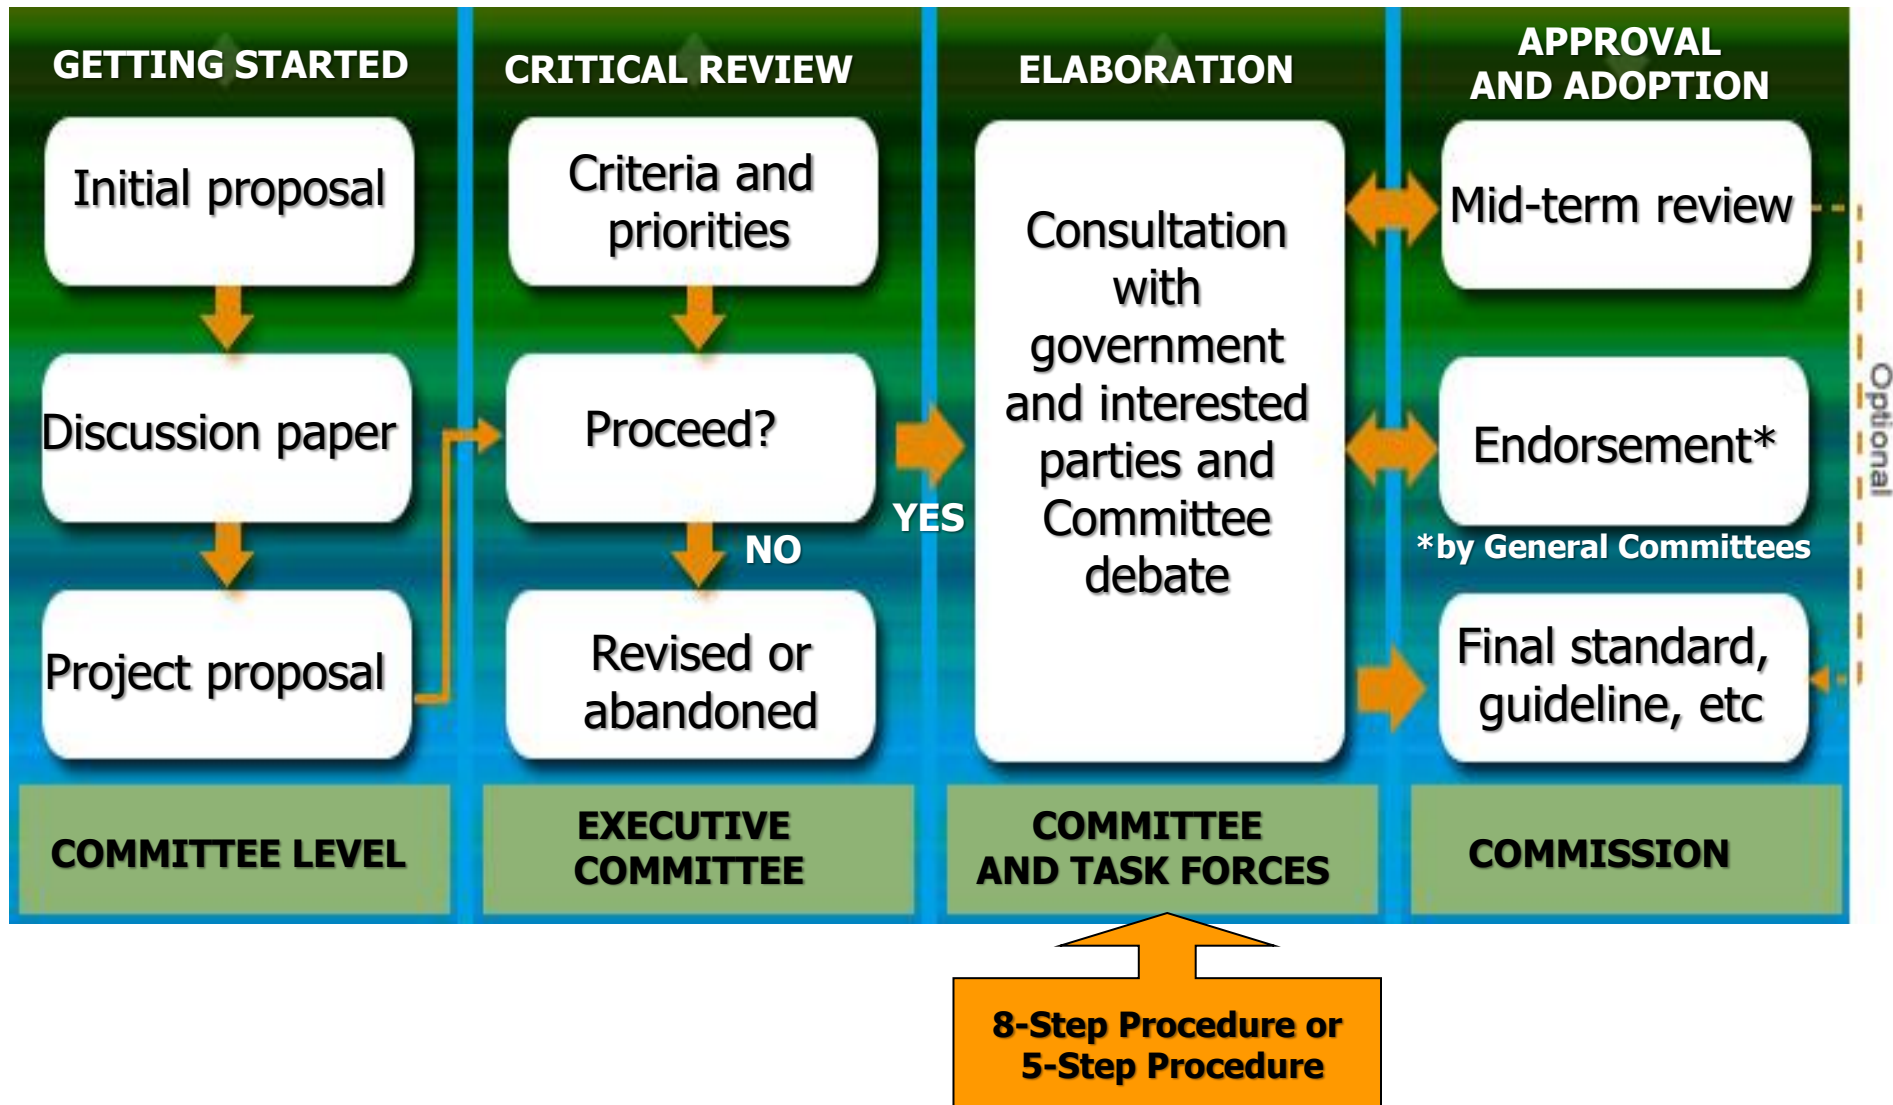 GETTING STARTED
Initial proposal
Discussion paper
Project proposal
COMMITTEE LEVEL
CRITICAL REVIEW
Criteria and
priorities
Proceed?
YES
NO
Revised or
abandoned
EXECUTIVE
COMMITTEE
ELABORATION
Consultation
with
government
and interested
parties and
Committee
debate
COMMITTEE
AND TASK FORCES
APPROVAL
AND ADOPTION
Mid-term review
Endorsement*
*by General Committees
Final standard,
guideline, etc
COMMISSION
Optional
8-Step Procedure or
5-Step Procedure